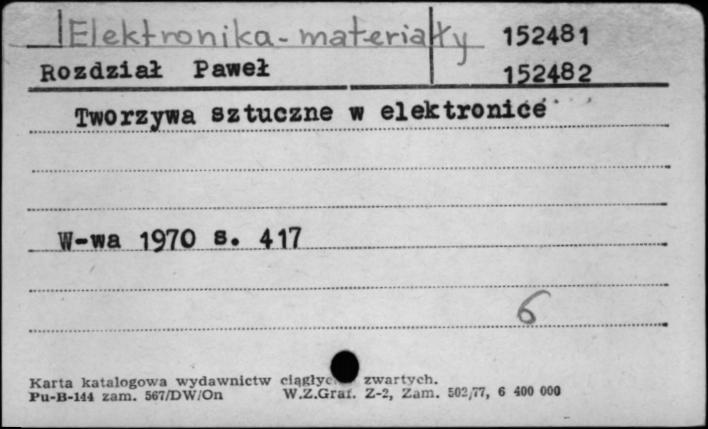 Elektronika-materiały 152481
Rozdział Paweł 152482
Tworzywa sztuczne w elektronice
W-wa 1970 s. 417
6
Karta katalogowa wydawnictw zwartych.
Pu-B-144 zam. 567/DW/On W.Z.Graf. Z-2, Zam. 502/77, 6 400 000